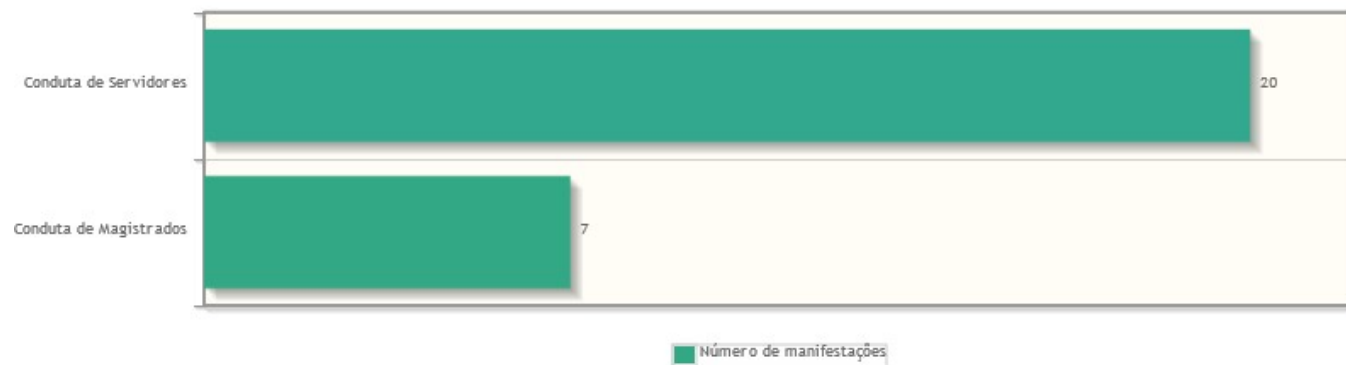 Conduta de Servidores
20
Conduta de Magistrados
7
Número de manifestações